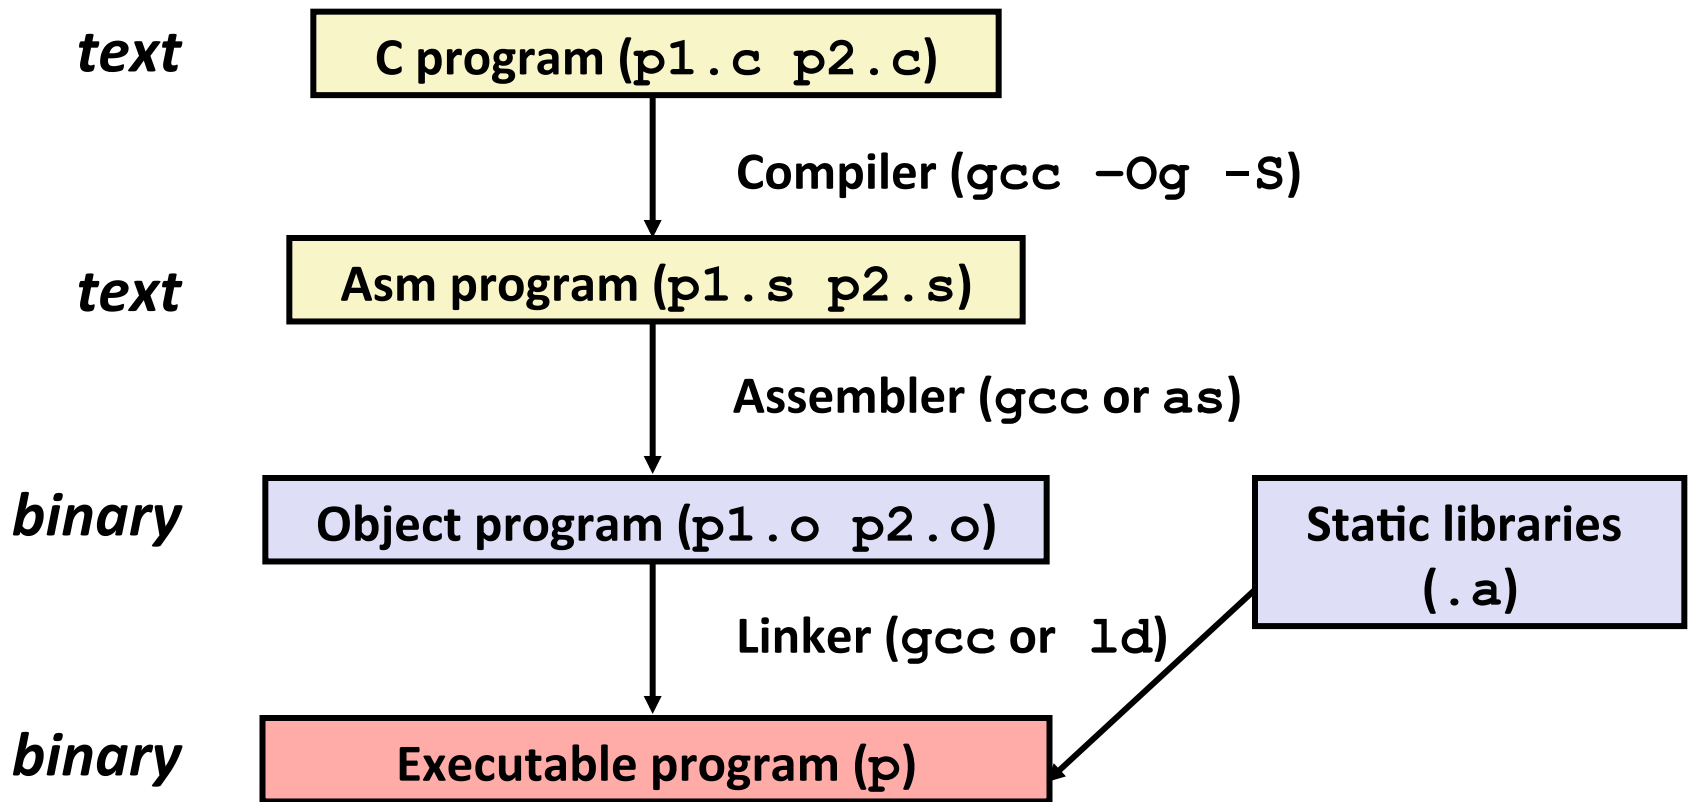 text
C program (p1.c p2.c)
Compiler (gcc –Og -S)
text
Asm program (p1.s p2.s)
Assembler (gcc or as)
binary
Object program (p1.o p2.o)
Static libraries
(.a)
Linker (gcc or ld)
binary
Executable program (p)